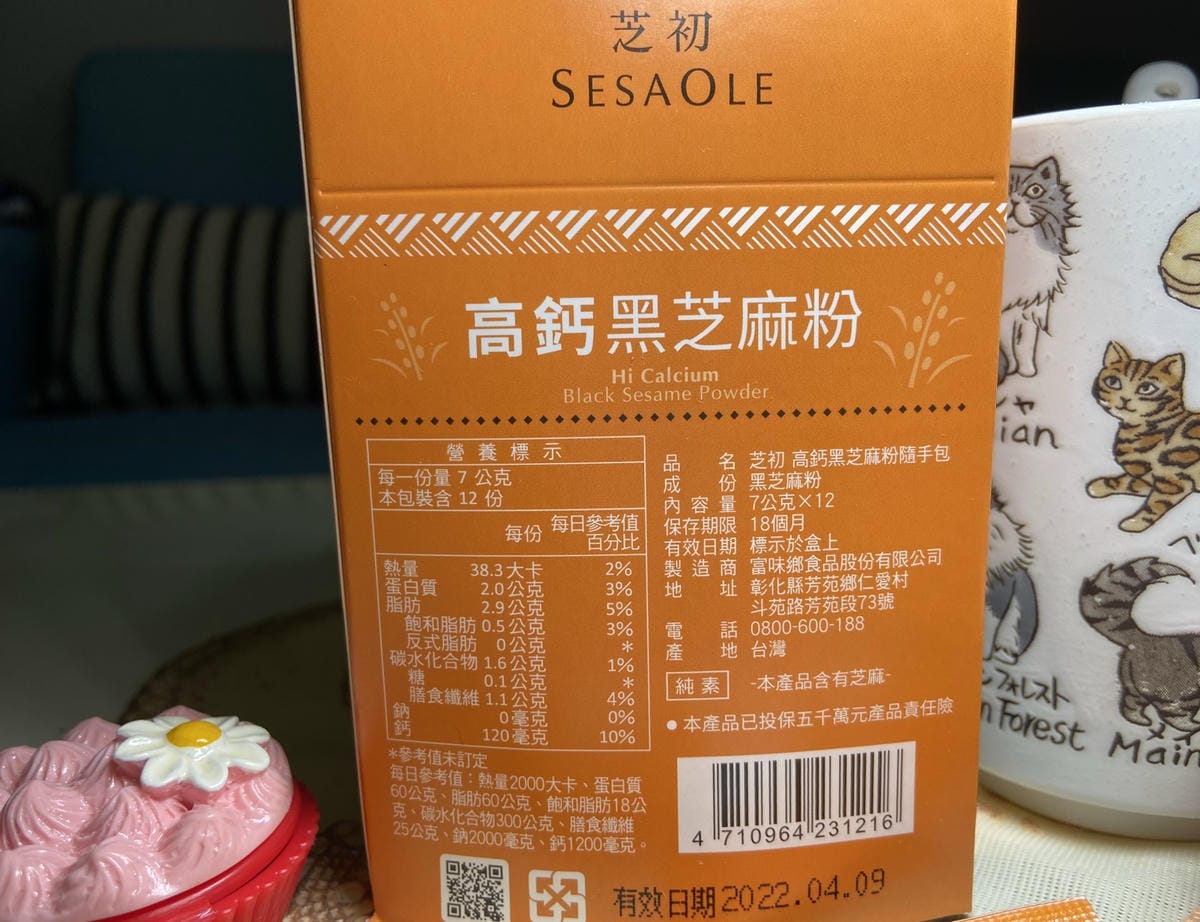 芝初
SESAOLE
高鈣黑芝麻粉
Hi Calcium
Black Sesame Powder
營養標示
每一份量 7 公克
本包裝含 12 份
每份 每日參考值百分比
熱量 38.3大卡 2%
蛋白質 2.0公克 3%
脂肪 2.9公克 5%
飽和脂肪 0.5公克 3%
反式脂肪 0公克 *
碳水化合物 1.6公克 1%
糖 0.1公克 *
膳食纖維 1.1公克 4%
鈉 0毫克 0%
鈣 120毫克 10%
*參考值未訂定
每日參考值：熱量2000大卡、蛋白質
60公克、脂肪60公克、飽和脂肪18公
克、碳水化合物300公克、膳食纖維
25公克、鈉2000毫克、鈣1200毫克。
品名 芝初 高鈣黑芝麻粉隨手包
成份 黑芝麻粉
內容量 7公克×12
保存期限 18個月
有效日期 標示於盒上
製造商 富味鄉食品股份有限公司
地址 彰化縣芳苑鄉仁愛村
斗苑路芳苑段73號
電話 0800-600-188
產地 台灣
純素 -本產品含有芝麻-
●本產品已投保五千萬元產品責任險
4 710964 231216
有效日期 2022.04.09
ian
フォレスト
n Forest
Main